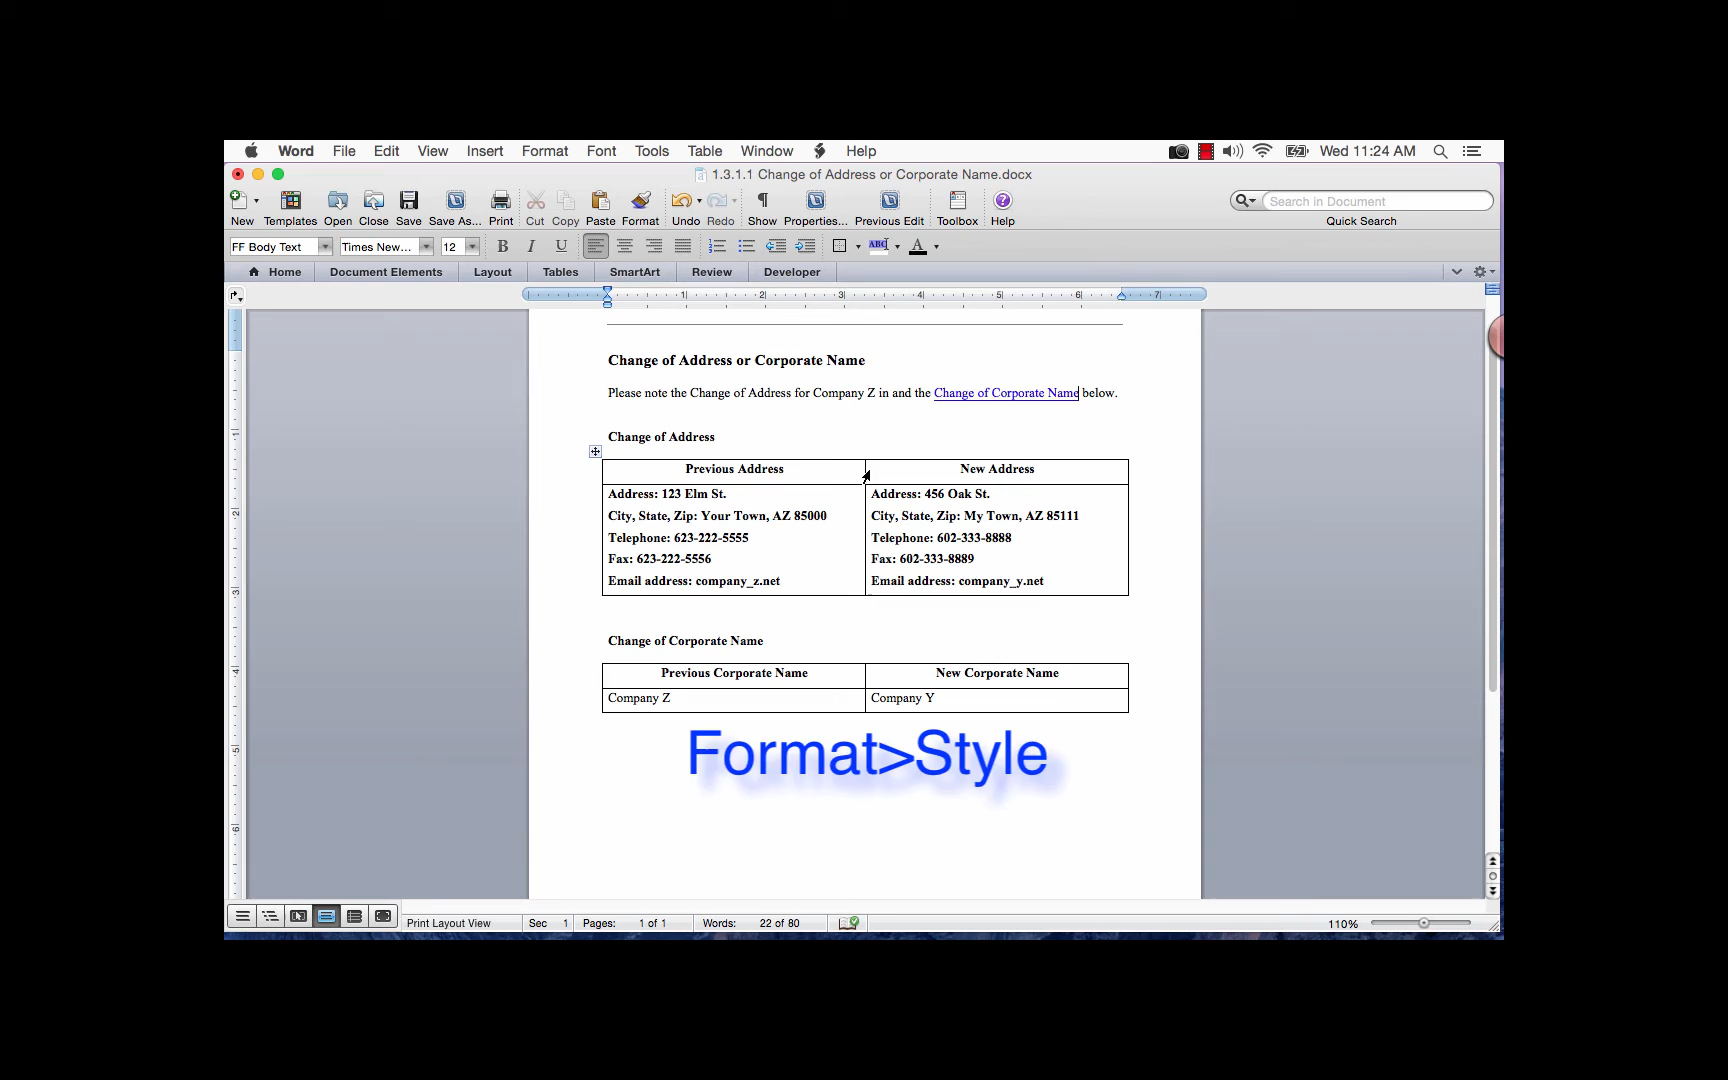 Word File Edit View Insert Format Font Tools Table Window Help Wed 11:24 AM
1.3.1.1 Change of Address or Corporate Name.docx
Search in Document
New Templates Open Close Save Save As... Print Cut Copy Paste Format Undo Redo Show Properties... Previous Edit Toolbox Help Quick Search
FF Body Text Times New... 12 B I U ABC A
Home Document Elements Layout Tables SmartArt Review Developer
1 2 3 4 5 6 7
Change of Address or Corporate Name
Please note the Change of Address for Company Z in and the Change of Corporate Name below.
Change of Address
Previous Address New Address
Address: 123 Elm St. Address: 456 Oak St.
City, State, Zip: Your Town, AZ 85000 City, State, Zip: My Town, AZ 85111
Telephone: 623-222-5555 Telephone: 602-333-8888
Fax: 623-222-5556 Fax: 602-333-8889
Email address: company_z.net Email address: company_y.net
Change of Corporate Name
Previous Corporate Name New Corporate Name
Company Z Company Y
Format>Style
Print Layout View Sec 1 Pages: 1 of 1 Words: 22 of 80 110%